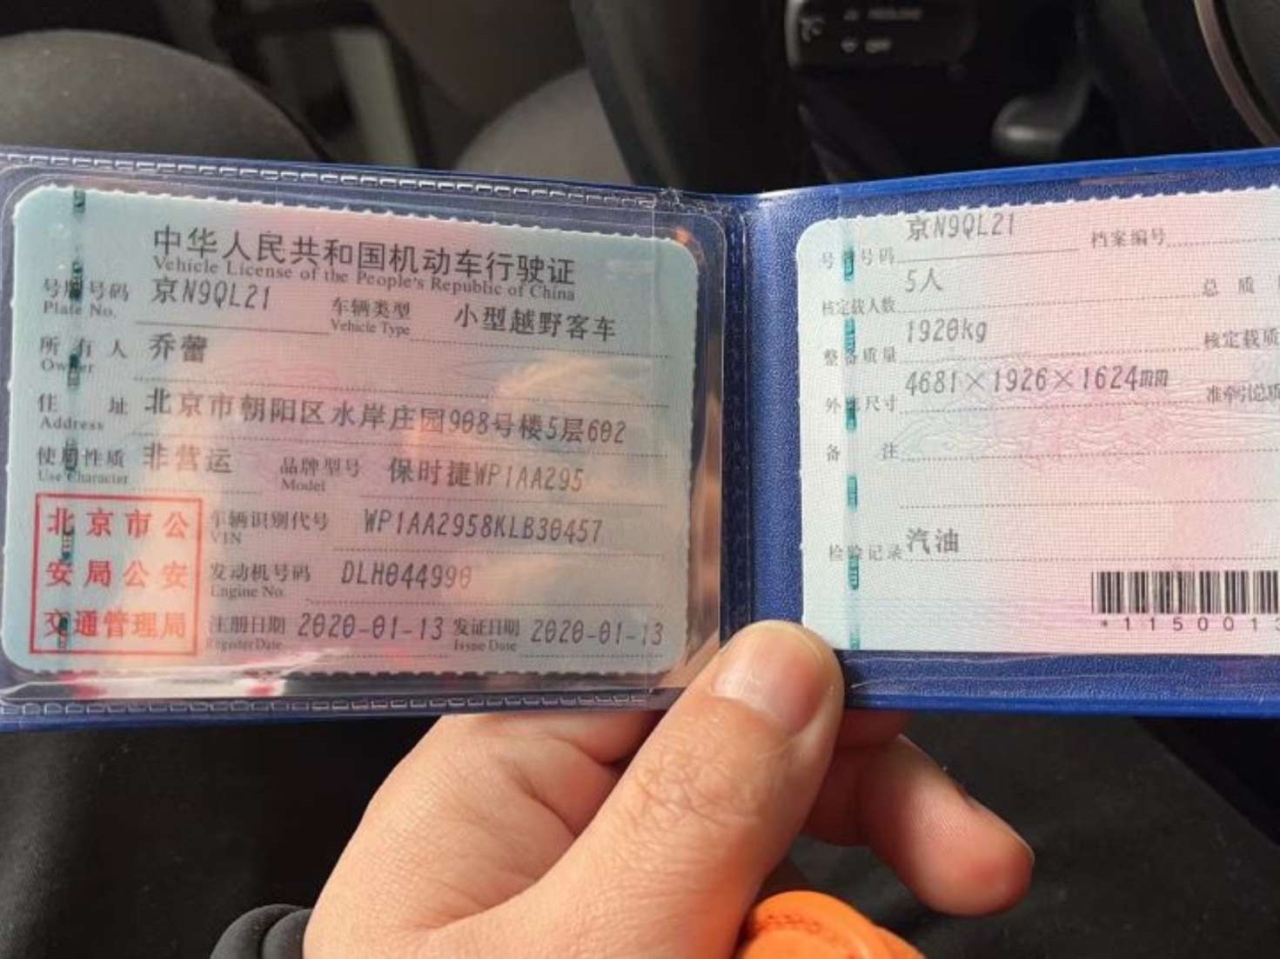 中华人民共和国机动车行驶证
Vehicle License of the People's Republic of China
号牌号码 京N9QL21 车辆类型 小型越野客车
Plate No. Vehicle Type
所有人 乔蕾
Owner
住址 北京市朝阳区水岸庄园908号楼5层602
Address
使用性质 非营运 品牌型号 保时捷WP1AA295
Use Character Model
北京市公
安局公安
交通管理局
车辆识别代号 WP1AA2958KLB30457
VIN
发动机号码 DLH044990
Engine No.
注册日期 2020-01-13 发证日期 2020-01-13
Register Date Issue Date
号牌号码 京N9QL21 档案编号
核定载人数 5人 总质
整备质量 1920kg 核定载质
外廓尺寸 4681×1926×1624mm 准牵引总质
备注
检验记录 汽油
*115001
OFF